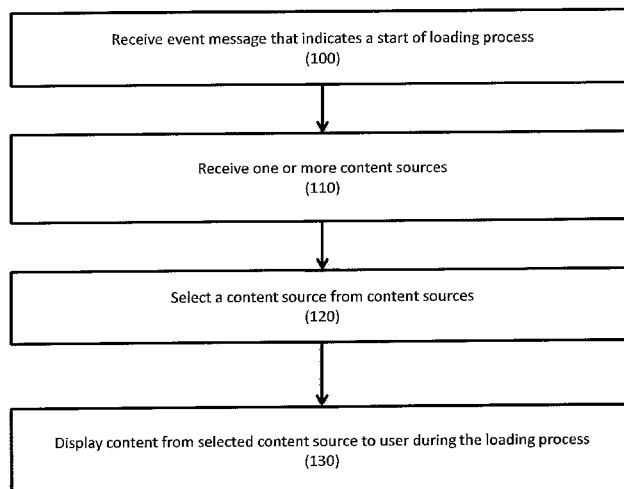 Receive event message that indicates a start of loading process
(100)
Receive one or more content sources
(110)
Select a content source from content sources
(120)
Display content from selected content source to user during the loading process
(130)